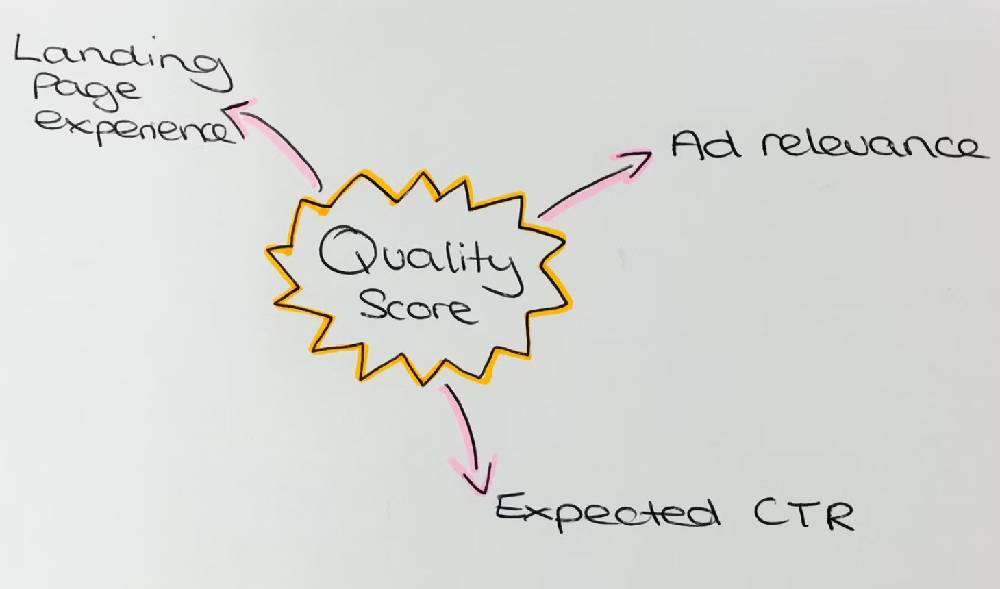 Landing
Page
experience
Ad relevance
Quality
Score
Expected CTR